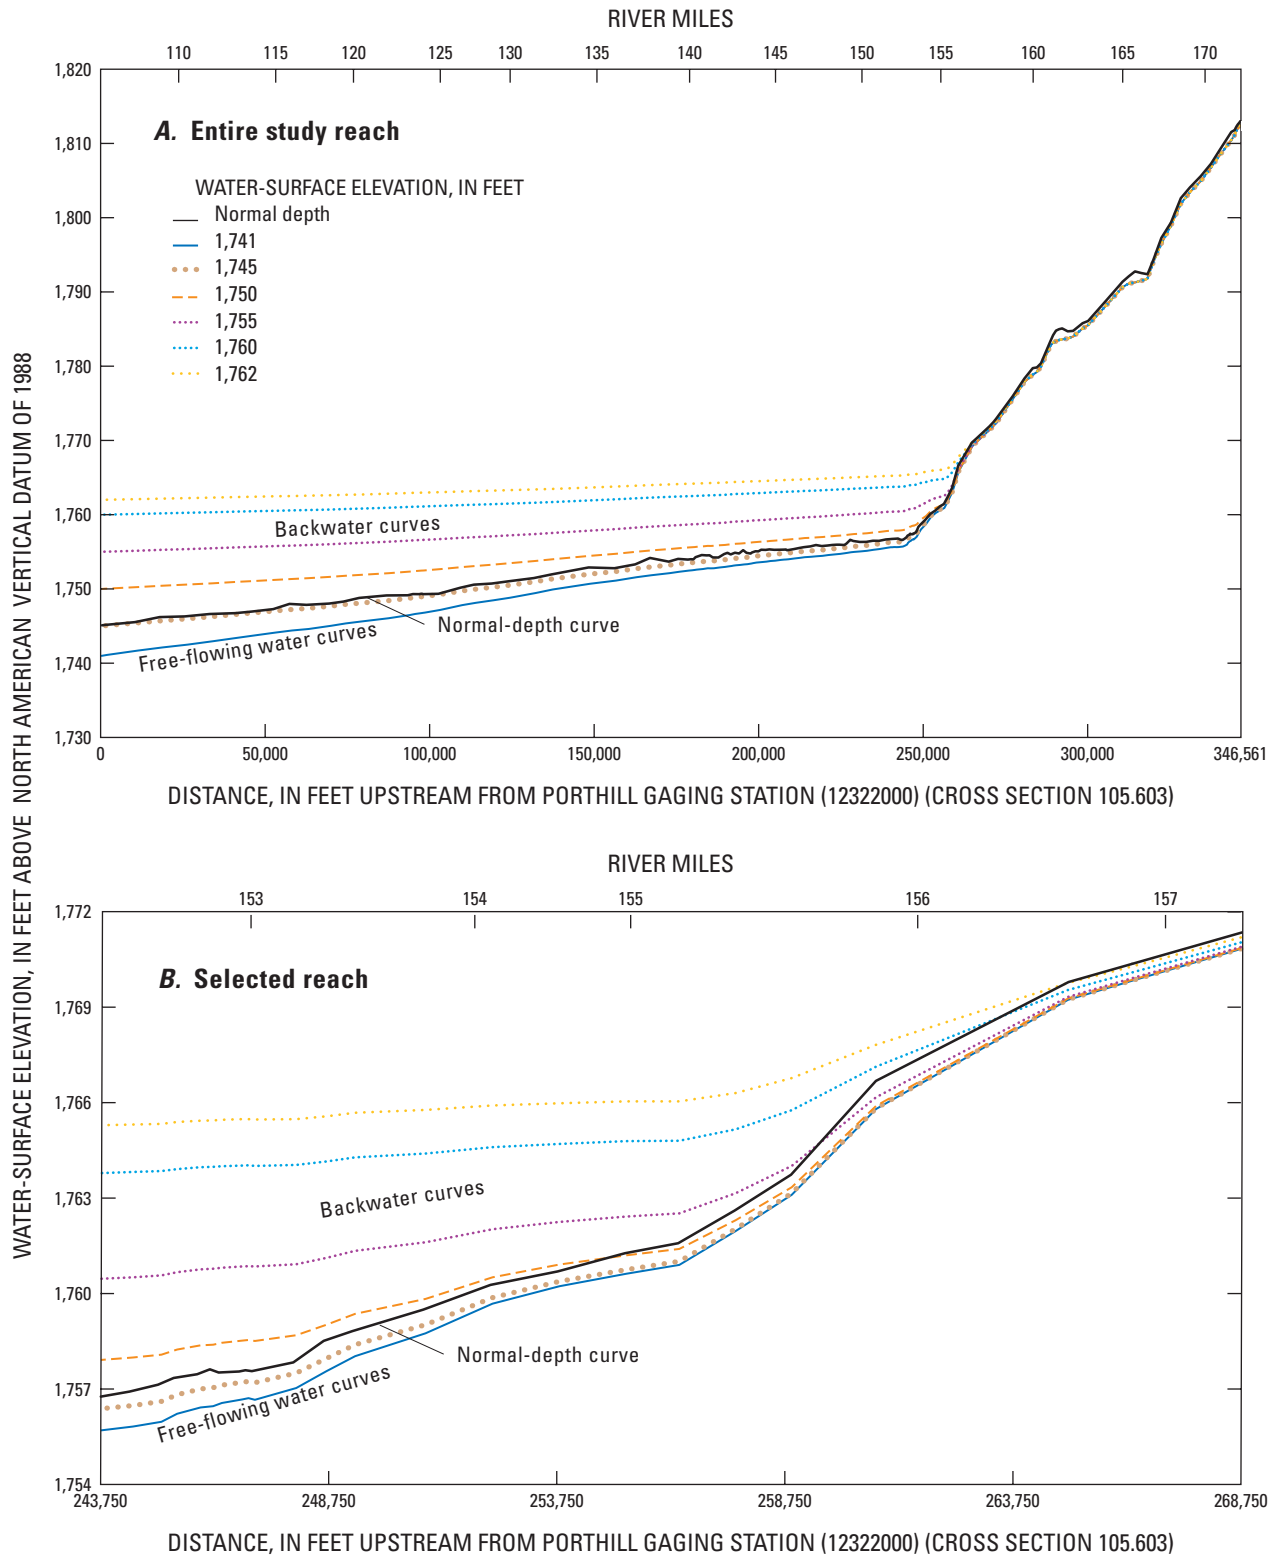 RIVER MILES
110 115 120 125 130 135 140 145 150 155 160 165 170
1,820
1,810
1,800
1,790
1,780
1,770
1,760
1,750
1,740
1,730
A. Entire study reach
WATER-SURFACE ELEVATION, IN FEET
Normal depth
1,741
1,745
1,750
1,755
1,760
1,762
Backwater curves
Normal-depth curve
Free-flowing water curves
0 50,000 100,000 150,000 200,000 250,000 300,000 346,561
DISTANCE, IN FEET UPSTREAM FROM PORTHILL GAGING STATION (12322000) (CROSS SECTION 105.603)
WATER-SURFACE ELEVATION, IN FEET ABOVE NORTH AMERICAN VERTICAL DATUM OF 1988
RIVER MILES
153 154 155 156 157
1,772
1,769
1,766
1,763
1,760
1,757
1,754
B. Selected reach
Backwater curves
Normal-depth curve
Free-flowing water curves
243,750 248,750 253,750 258,750 263,750 268,750
DISTANCE, IN FEET UPSTREAM FROM PORTHILL GAGING STATION (12322000) (CROSS SECTION 105.603)